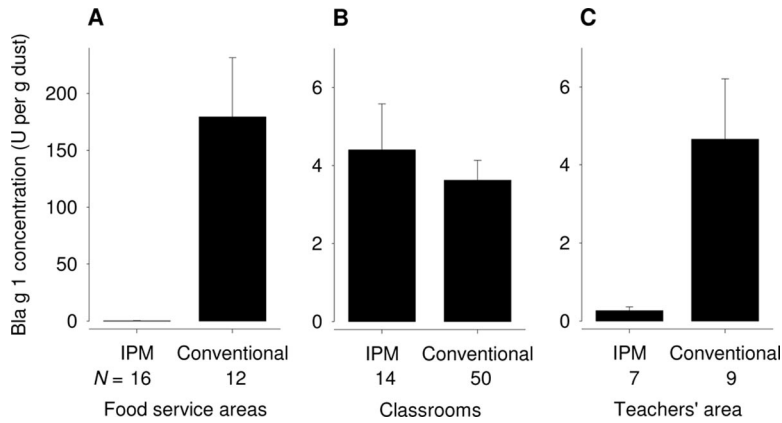 A
B
C
Bla g 1 concentration (U per g dust)
200
150
100
50
0
6
4
2
0
6
4
2
0
IPM Conventional
IPM Conventional
IPM Conventional
N = 16 12
14 50
7 9
Food service areas
Classrooms
Teachers' area